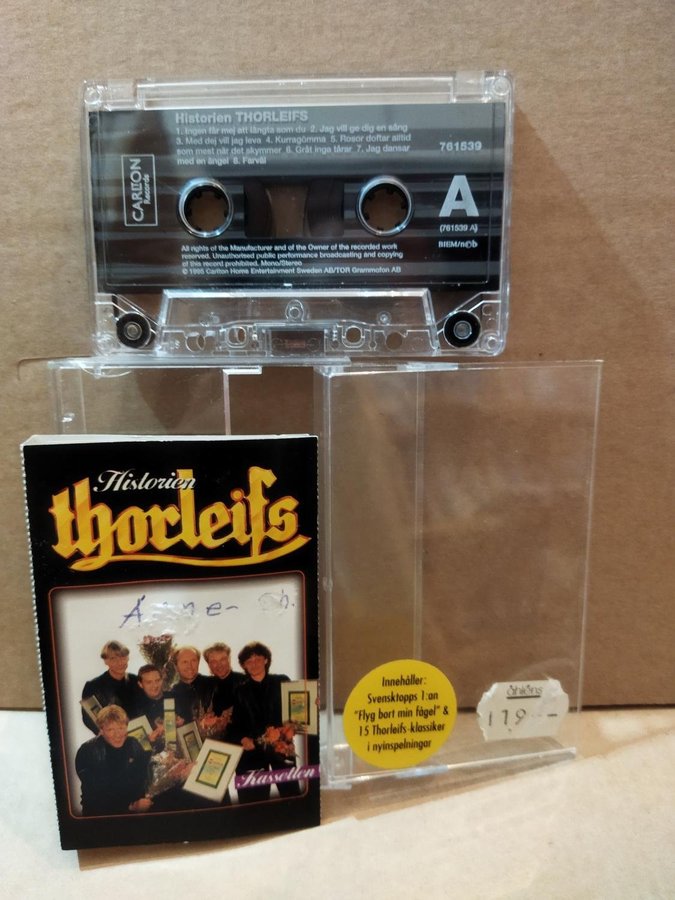 Historien THORLEIFS
1. Ingen får mej att längta som du 2. Jag vill ge dig en sång
3. Med dej vill jag leva 4. Kurragömma 5. Rosor doftar alltid
som mest när det skymmer 6. Gråt inga tårar 7. Jag dansar
med en ängel 8. Farväl
761539
CARLTON
Records
A
(761539 A)
BIEM/n©b
All rights of the Manufacturer and of the Owner of the recorded work
reserved. Unauthorised public performance broadcasting and copying
of this record prohibited. Mono/Stereo
© 1995 Carlton Home Entertainment Sweden AB/TOR Grammofon AB
Historien
thorleifs
Kassetten
Innehåller:
Svensktopps 1:an
"Flyg bort min fågel" &
15 Thorleifs-klassiker
i nyinspelningar
åhléns
119-